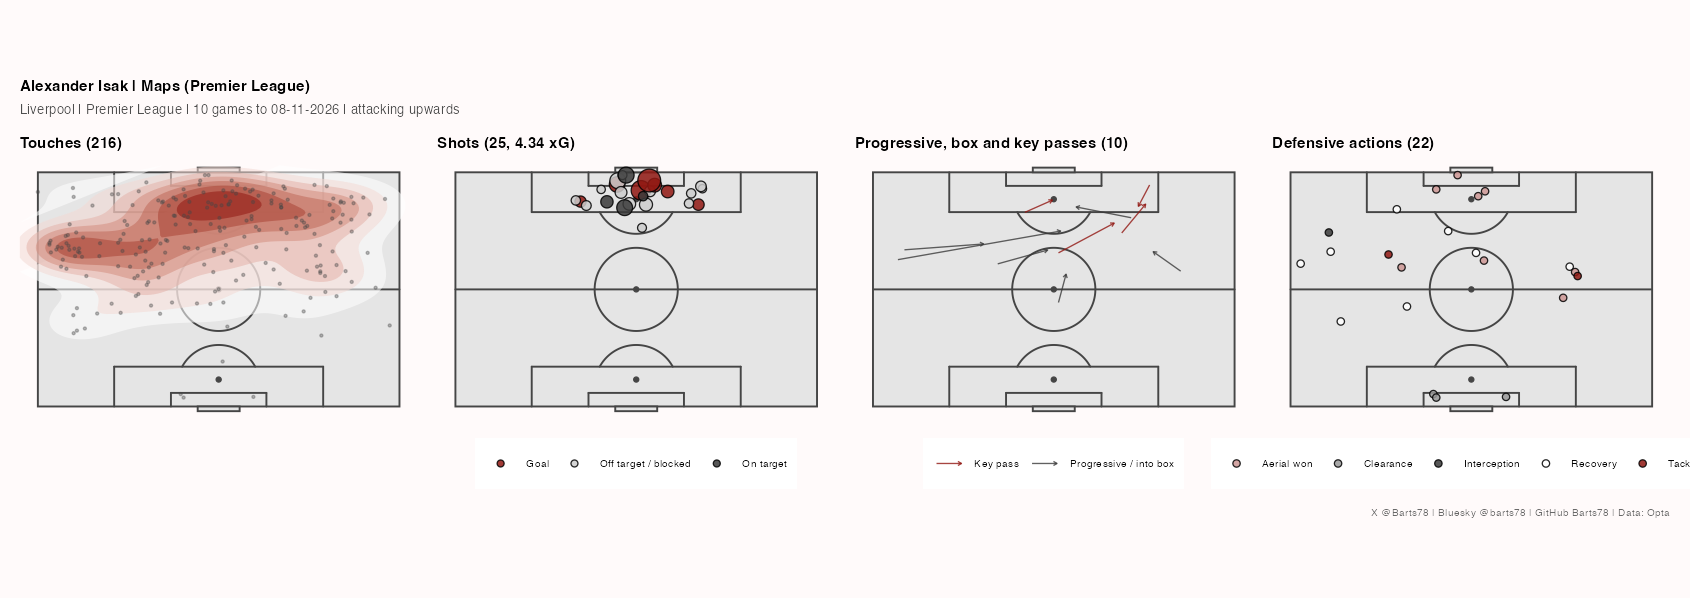 Alexander Isak | Maps (Premier League)
Liverpool | Premier League | 10 games to 08-11-2026 | attacking upwards
Touches (216)
Shots (25, 4.34 xG)
Progressive, box and key passes (10)
Defensive actions (22)
Goal
Off target / blocked
On target
Key pass
Progressive / into box
Aerial won
Clearance
Interception
Recovery
Tack
X @Barts78 | Bluesky @barts78 | GitHub Barts78 | Data: Opta